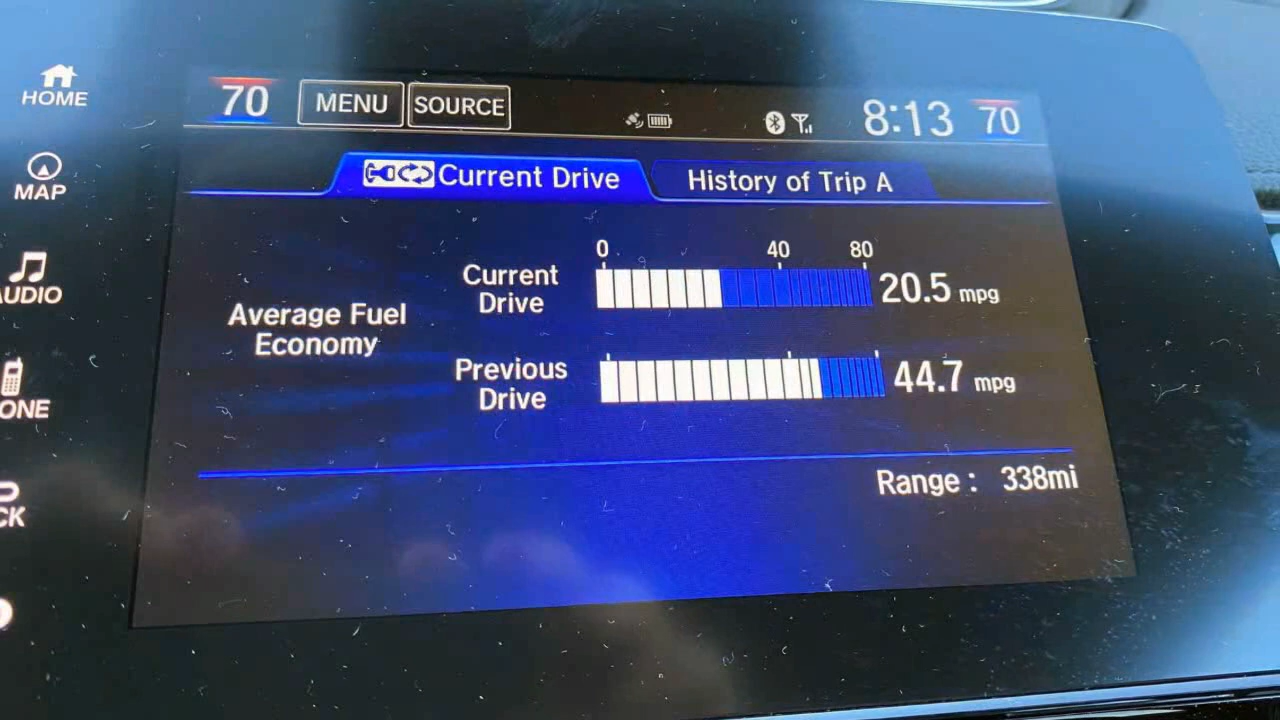 HOME
MAP
AUDIO
ONE
CK
70 MENU SOURCE 8:13 70
Current Drive History of Trip A
0 40 80
Current
Drive
20.5 mpg
Average Fuel
Economy
Previous
Drive
44.7 mpg
Range : 338mi